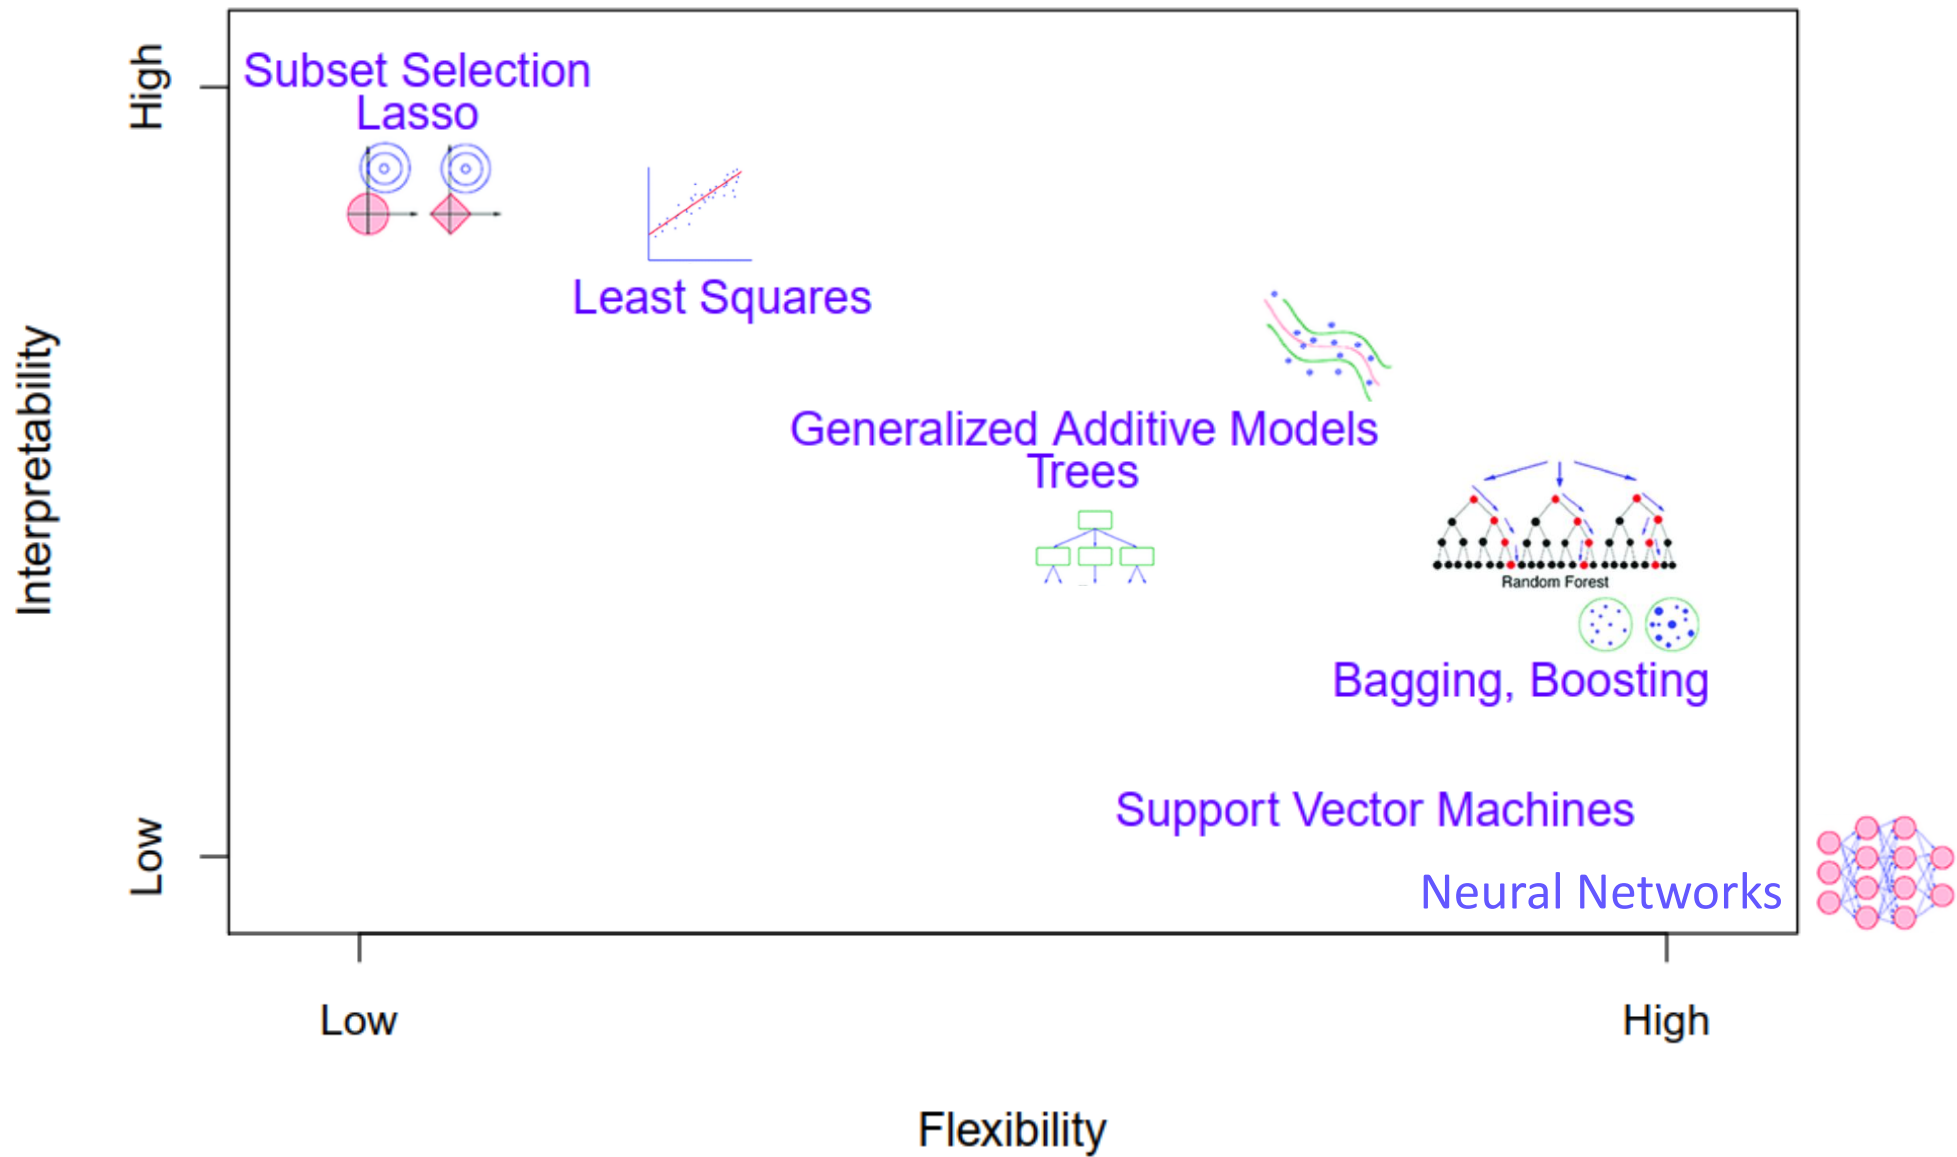 High
Subset Selection
Lasso
Least Squares
Interpretability
Generalized Additive Models
Trees
Random Forest
Bagging, Boosting
Support Vector Machines
Low
Neural Networks
Low
High
Flexibility